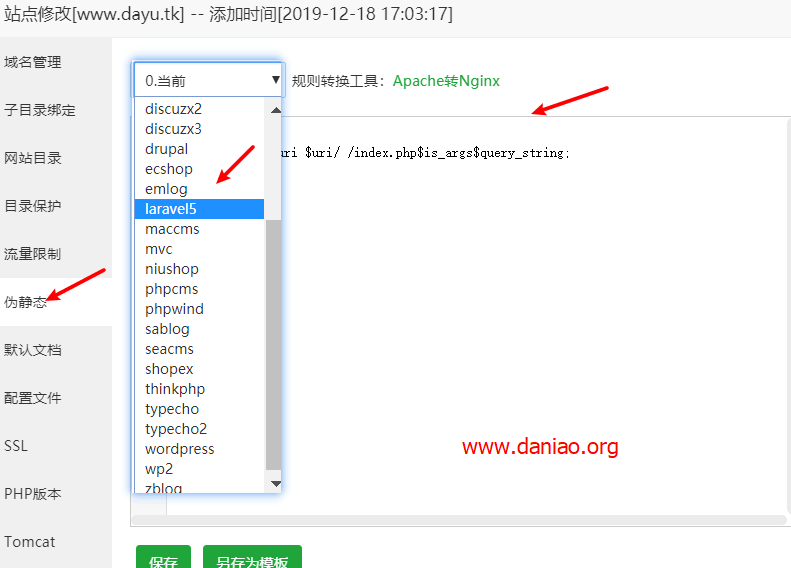 站点修改[www.dayu.tk] -- 添加时间[2019-12-18 17:03:17]
域名管理
子目录绑定
网站目录
目录保护
流量限制
伪静态
默认文档
配置文件
SSL
PHP版本
Tomcat
0.当前
规则转换工具：Apache转Nginx
discuzx2
discuzx3
drupal
ecshop
emlog
laravel5
maccms
mvc
niushop
phpcms
phpwind
sablog
seacms
shopex
thinkphp
typecho
typecho2
wordpress
wp2
zblog
uri $uri/ /index.php$is_args$query_string;
www.daniao.org
保存
另存为模板